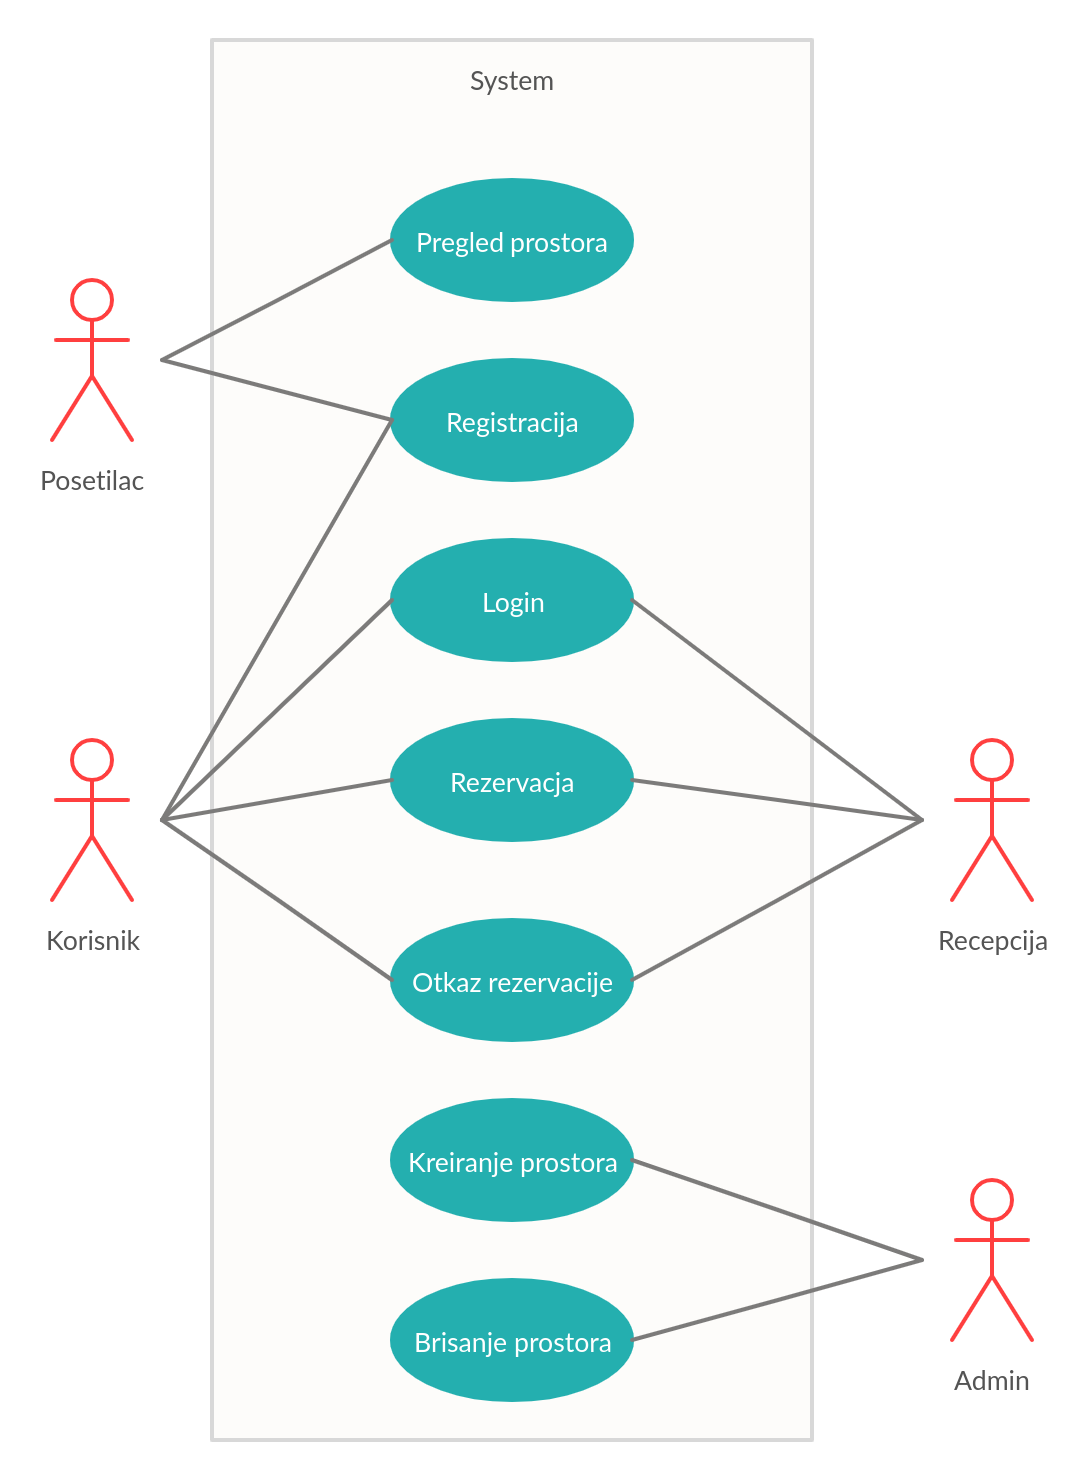 System
Pregled prostora
Registracija
Posetilac
Login
Rezervacja
Korisnik
Recepcija
Otkaz rezervacije
Kreiranje prostora
Brisanje prostora
Admin